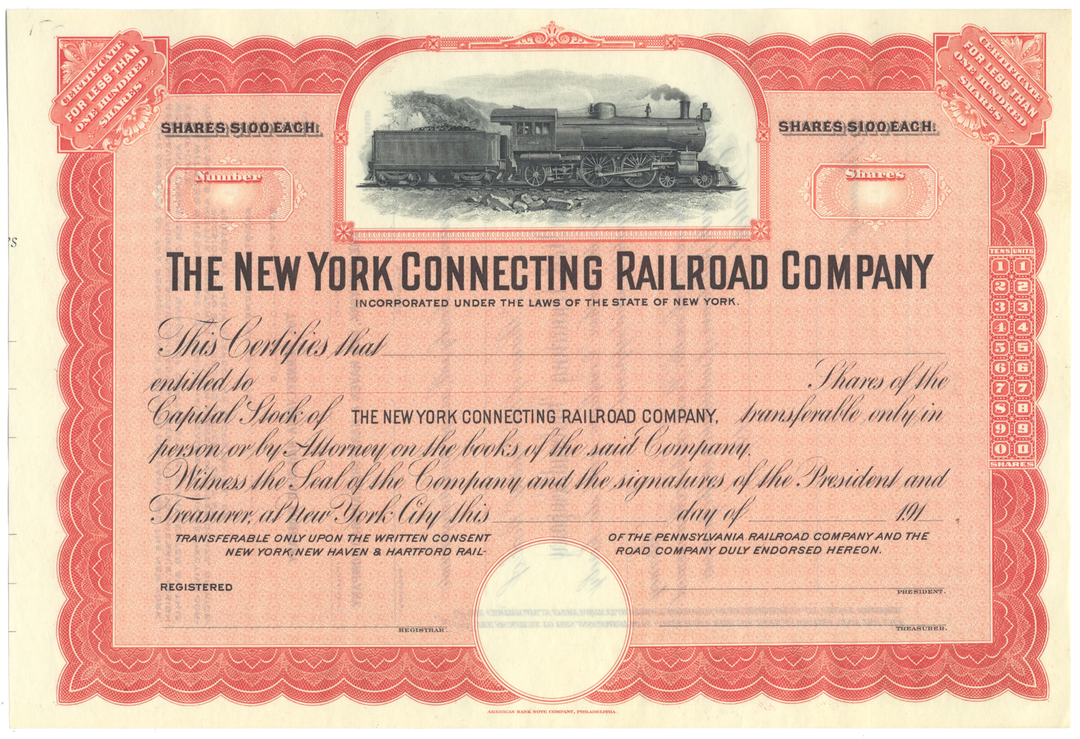 CERTIFICATE
FOR LESS THAN
ONE HUNDRED
SHARES
CERTIFICATE
FOR LESS THAN
ONE HUNDRED
SHARES
SHARES $100 EACH.
SHARES $100 EACH.
Number
Shares
THE NEW YORK CONNECTING RAILROAD COMPANY
INCORPORATED UNDER THE LAWS OF THE STATE OF NEW YORK.
TENS UNITS
1 1
2 2
3 3
4 4
5 5
6 6
7 7
8 8
9 9
0 0
SHARES
This Certifies that
entitled to Shares of the
Capital Stock of THE NEW YORK CONNECTING RAILROAD COMPANY, transferable only in
person or by Attorney on the books of the said Company.
Witness the Seal of the Company and the signatures of the President and
Treasurer, at New York City this day of 191
TRANSFERABLE ONLY UPON THE WRITTEN CONSENT OF THE PENNSYLVANIA RAILROAD COMPANY AND THE
NEW YORK, NEW HAVEN & HARTFORD RAIL- ROAD COMPANY DULY ENDORSED HEREON.
REGISTERED
PRESIDENT.
REGISTRAR.
TREASURER.
AMERICAN BANK NOTE COMPANY, PHILADELPHIA.